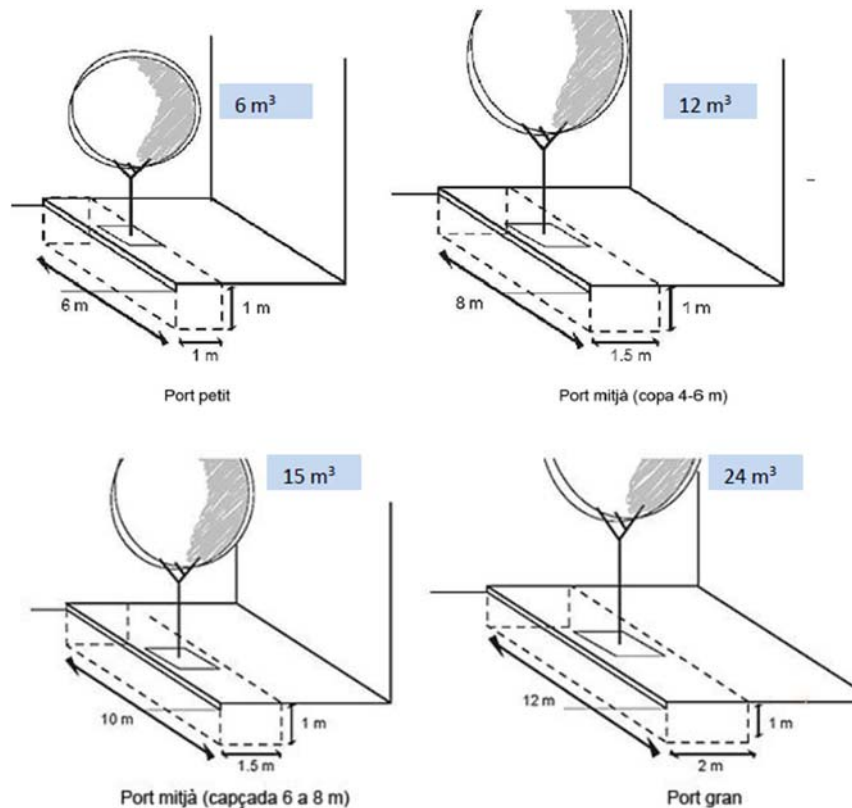 6 m³
12 m³
6 m
1 m
1 m
8 m
1 m
1.5 m
Port petit
Port mitjà (copa 4-6 m)
15 m³
24 m³
10 m
1 m
1.5 m
12 m
1 m
2 m
Port mitjà (capçada 6 a 8 m)
Port gran